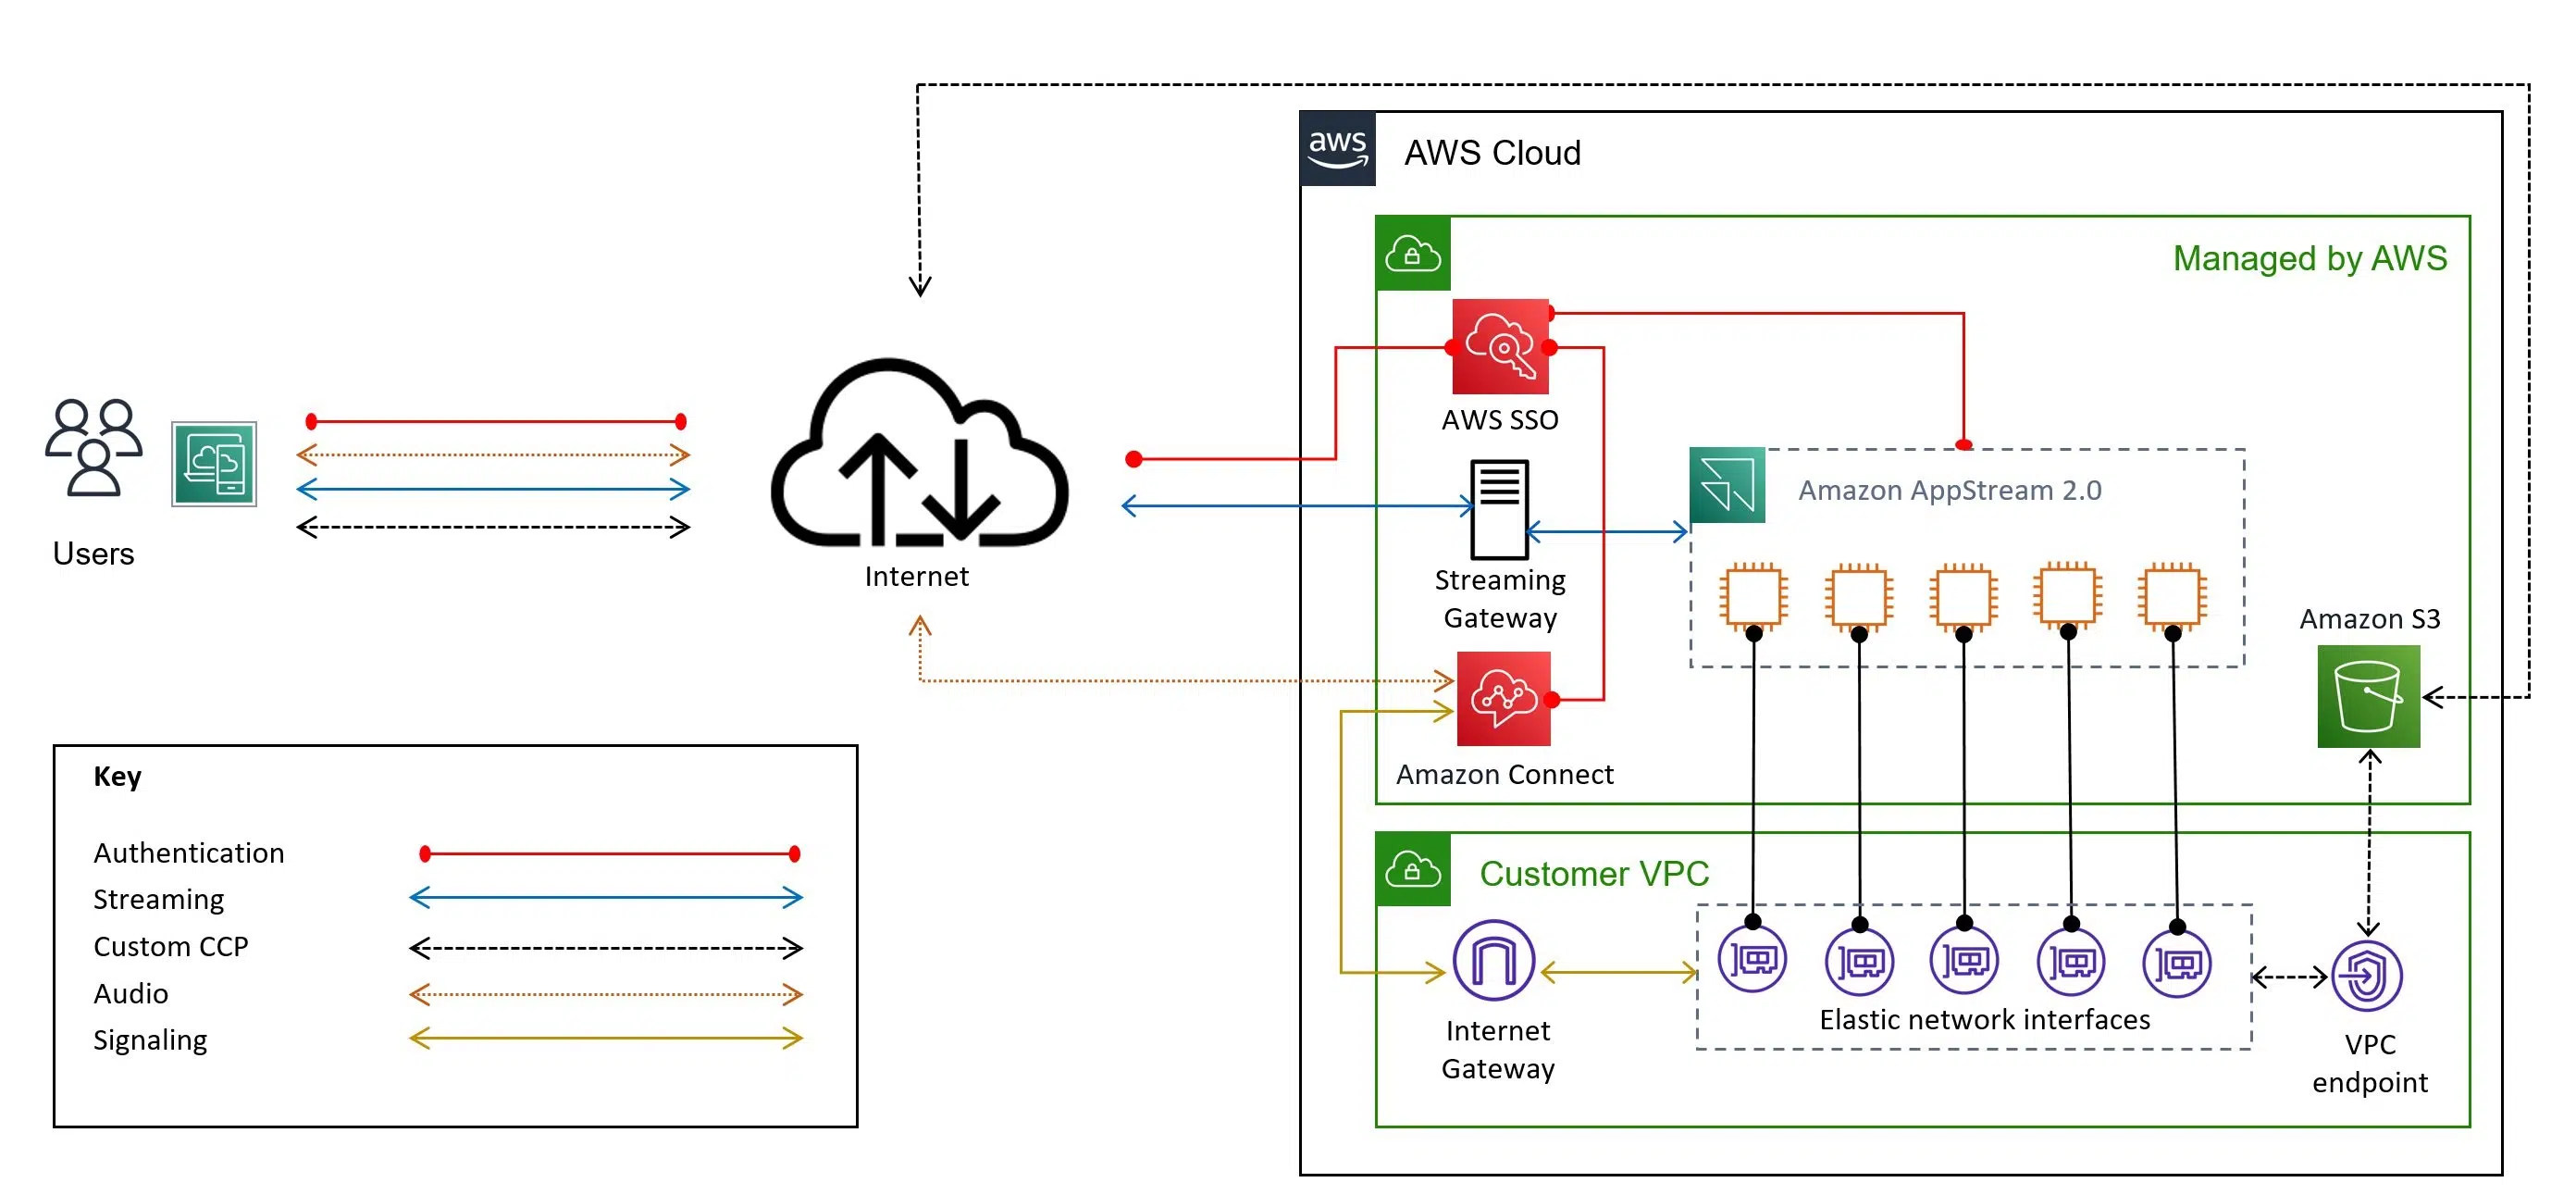 aws
AWS Cloud
Managed by AWS
AWS SSO
Amazon AppStream 2.0
Users
Internet
Streaming
Gateway
Amazon S3
Amazon Connect
Key
Authentication
Streaming
Custom CCP
Audio
Signaling
Customer VPC
Internet
Gateway
Elastic network interfaces
VPC
endpoint